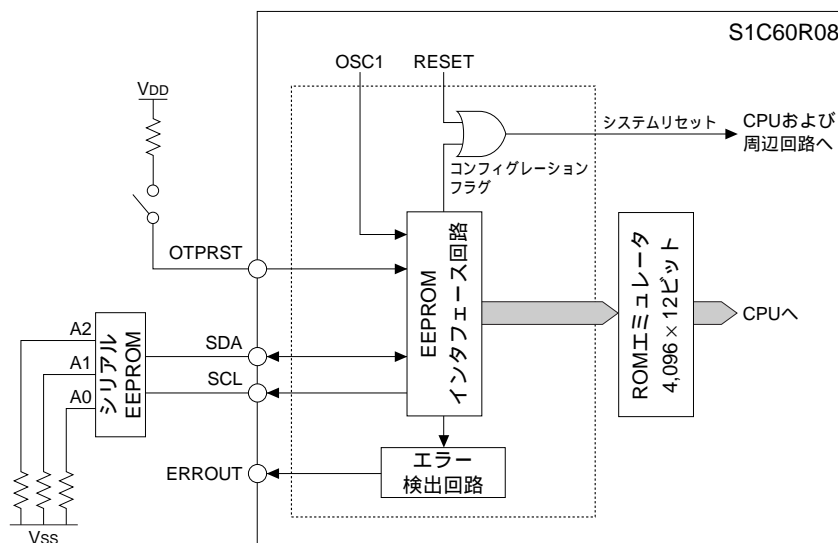 S1C60R08
OSC1
RESET
VDD
システムリセット
CPUおよび
周辺回路へ
コンフィグレーション
フラグ
OTPRST
EEPROM
インタフェース回路
ROMエミュレータ
4,096 × 12ビット
CPUへ
A2
A1
A0
シリアル
EEPROM
SDA
SCL
ERROUT
エラー
検出回路
VSS